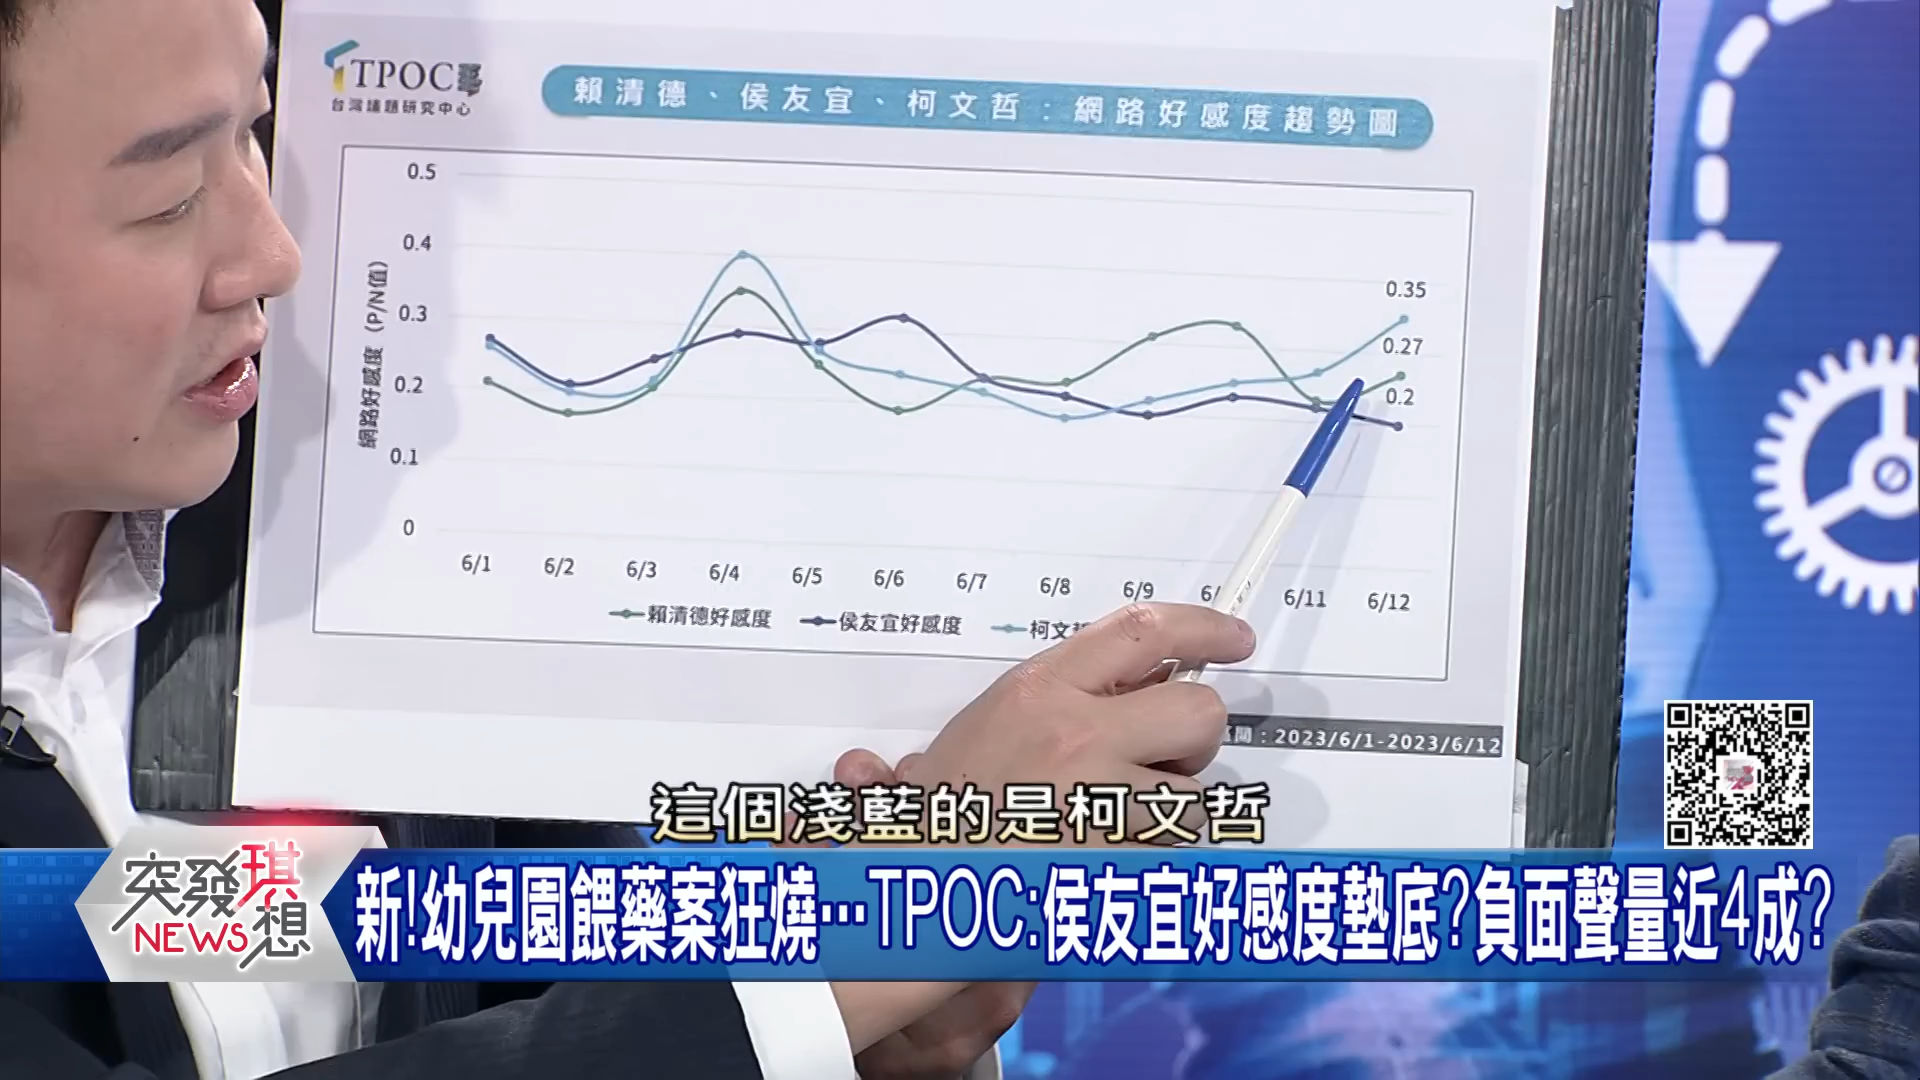 TPOC
台灣議題研究中心
賴清德、侯友宜、柯文哲：網路好感度趨勢圖
網路好感度（P/N值）
0.5
0.4
0.3
0.2
0.1
0
0.35
0.27
0.2
6/1 6/2 6/3 6/4 6/5 6/6 6/7 6/8 6/9 6/11 6/12
賴清德好感度 侯友宜好感度 柯文
間：2023/6/1-2023/6/12
這個淺藍的是柯文哲
突發琪想
NEWS
新!幼兒園餵藥案狂燒…TPOC:侯友宜好感度墊底?負面聲量近4成?